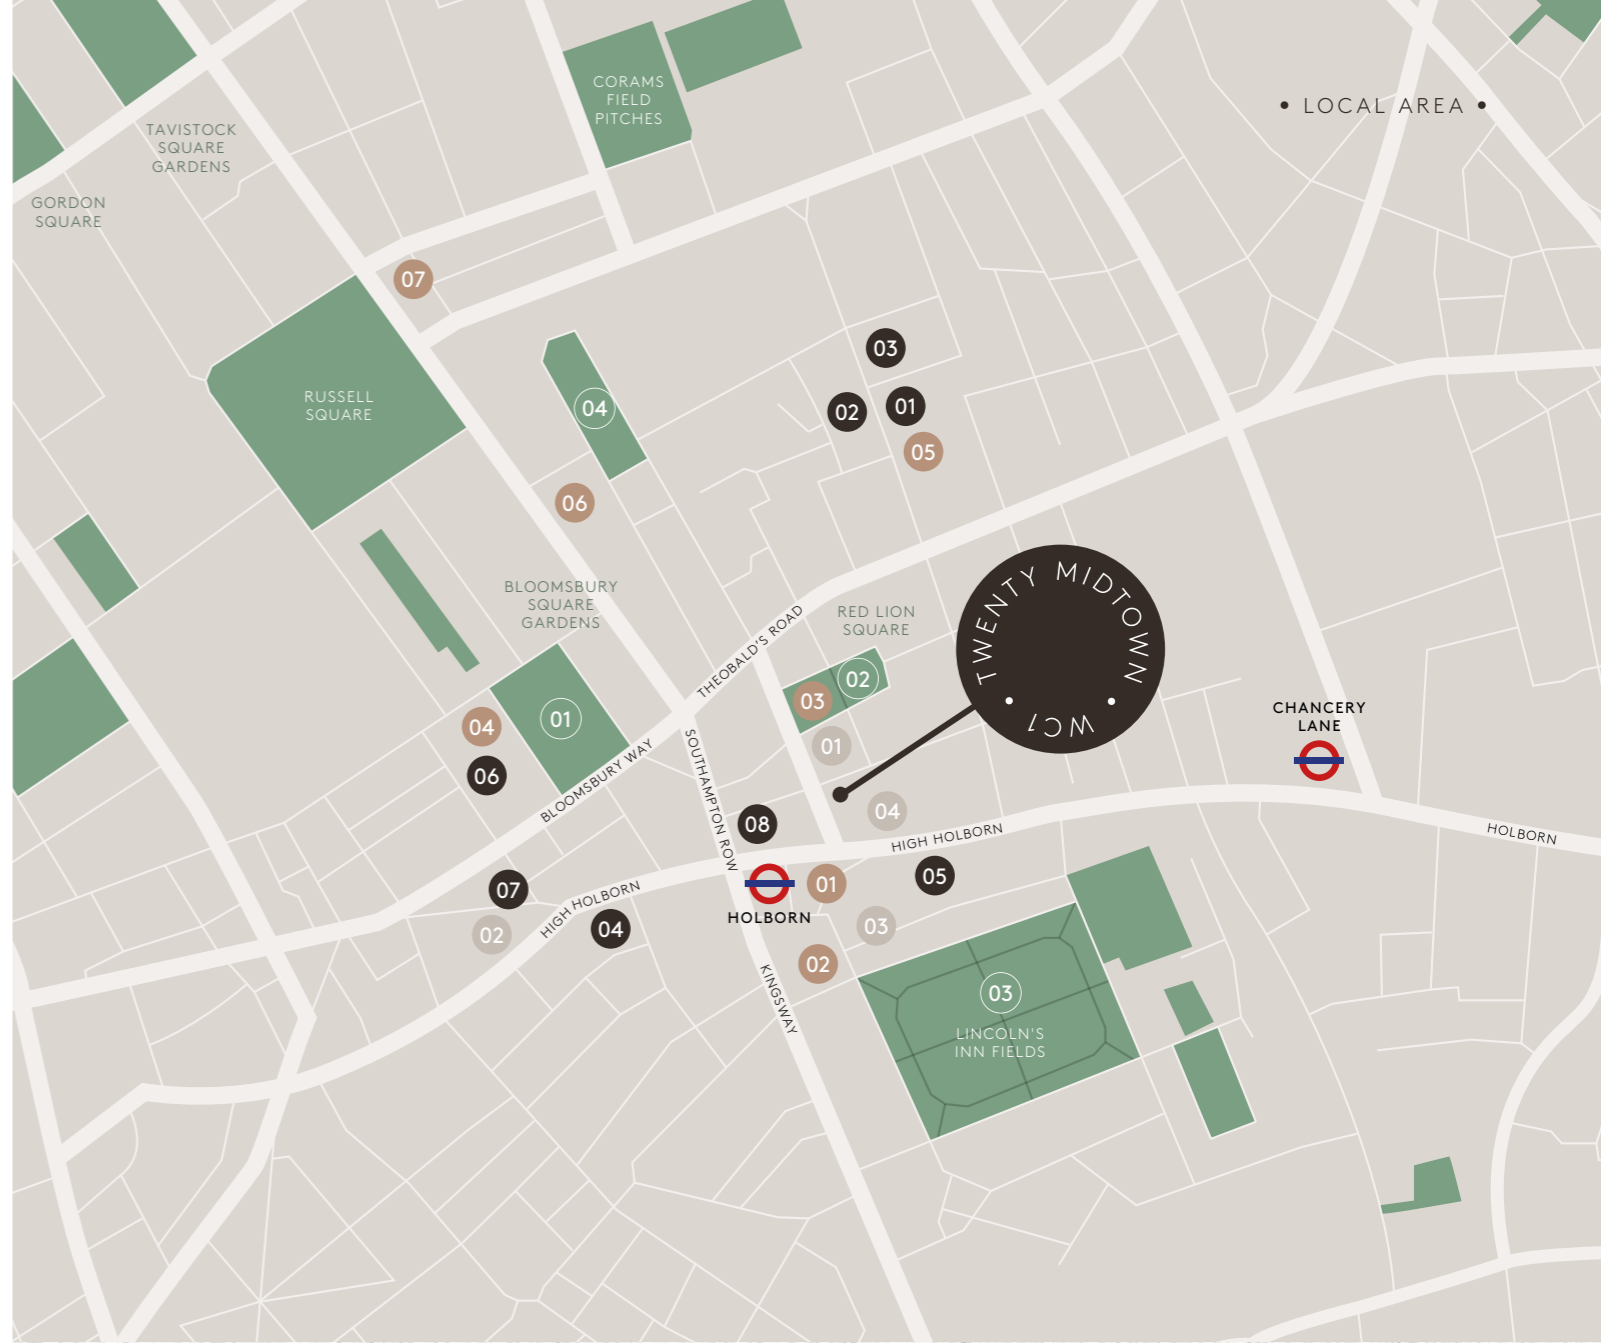 CORAMS
FIELD
PITCHES
• LOCAL AREA •
TAVISTOCK
SQUARE
GARDENS
GORDON
SQUARE
07
03
RUSSELL
SQUARE
04
02
01
05
06
BLOOMSBURY
SQUARE
GARDENS
RED LION
SQUARE
THEOBALD'S ROAD
TWENTY MIDTOWN
WC1
02
03
01
04
01
06
CHANCERY
LANE
BLOOMSBURY WAY
SOUTHAMPTON ROW
08
04
HIGH HOLBORN
HOLBORN
07
HIGH HOLBORN
01
05
HOLBORN
02
04
03
02
KINGSWAY
03
LINCOLN'S
INN FIELDS